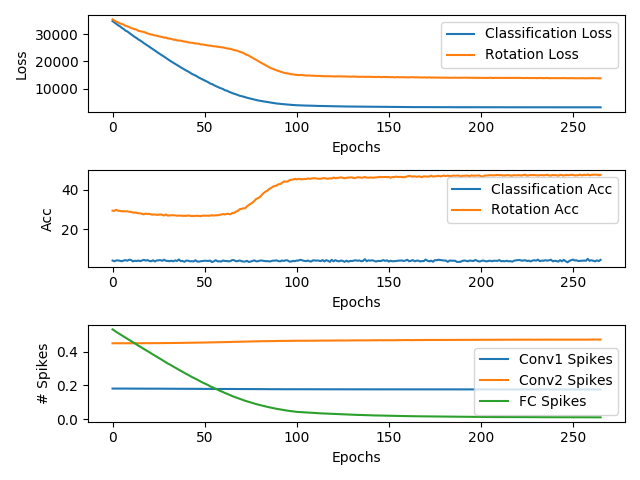 30000
20000
10000
Loss
Classification Loss
Rotation Loss
0 50 100 150 200 250
Epochs
40
20
Acc
Classification Acc
Rotation Acc
0 50 100 150 200 250
Epochs
0.4
0.2
0.0
# Spikes
Conv1 Spikes
Conv2 Spikes
FC Spikes
0 50 100 150 200 250
Epochs